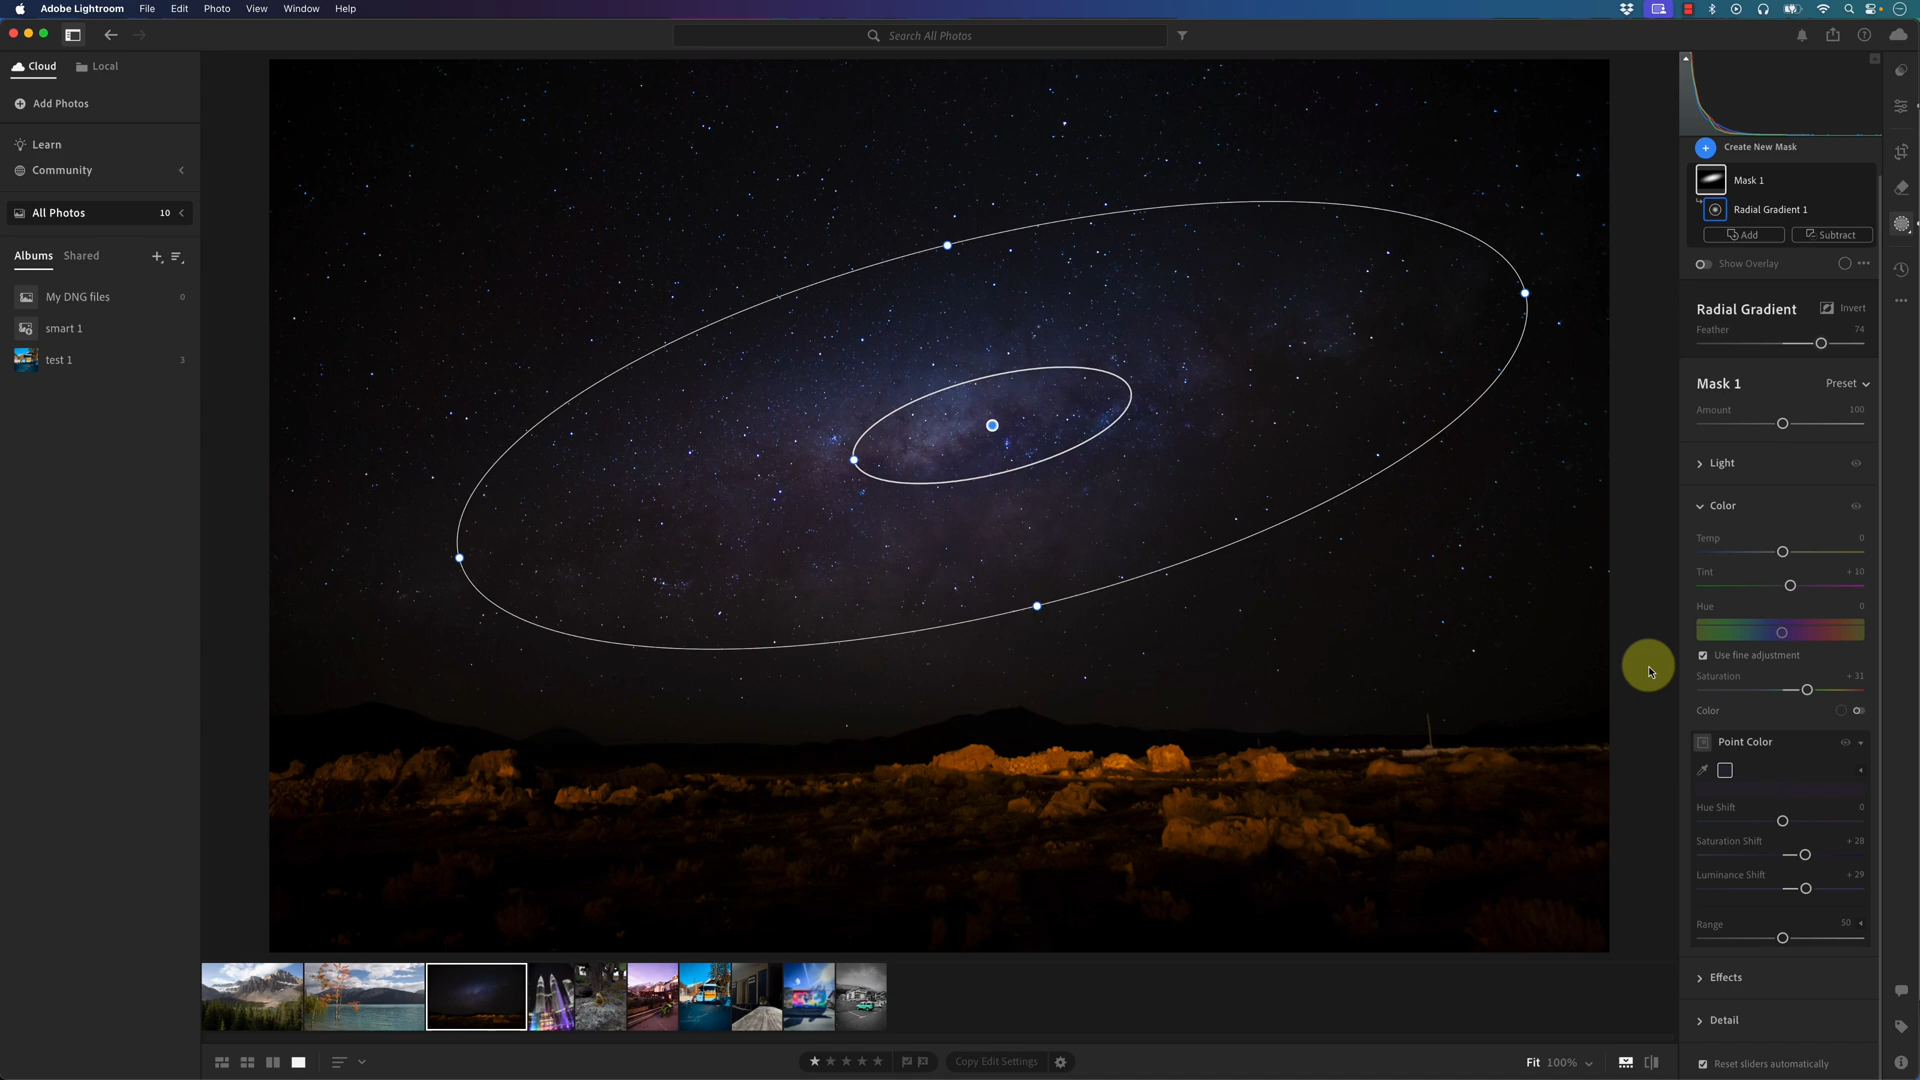 Adobe Lightroom File Edit Photo View Window Help
Search All Photos
Cloud Local
Add Photos
Learn
Community
All Photos 10
Albums Shared
My DNG files 0
smart 1
test 1 3
Create New Mask
Mask 1
Radial Gradient 1
Add Subtract
Show Overlay
Radial Gradient Invert
Feather 74
Mask 1 Preset
Amount 100
Light
Color
Temp 0
Tint + 10
Hue 0
Use fine adjustment
Saturation + 31
Color
Point Color
Hue Shift 0
Saturation Shift + 28
Luminance Shift + 29
Range 50
Effects
Detail
Reset sliders automatically
Copy Edit Settings
Fit 100%